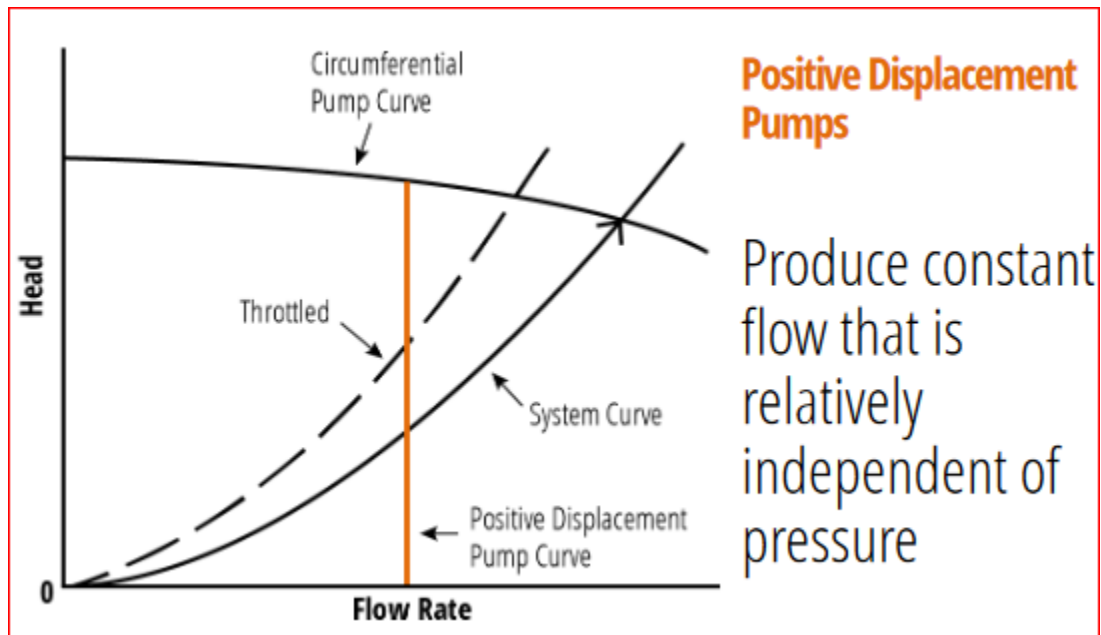 Circumferential
Pump Curve
Positive Displacement
Pumps
Head
Throttled
System Curve
Positive Displacement
Pump Curve
0
Flow Rate
Produce constant
flow that is
relatively
independent of
pressure